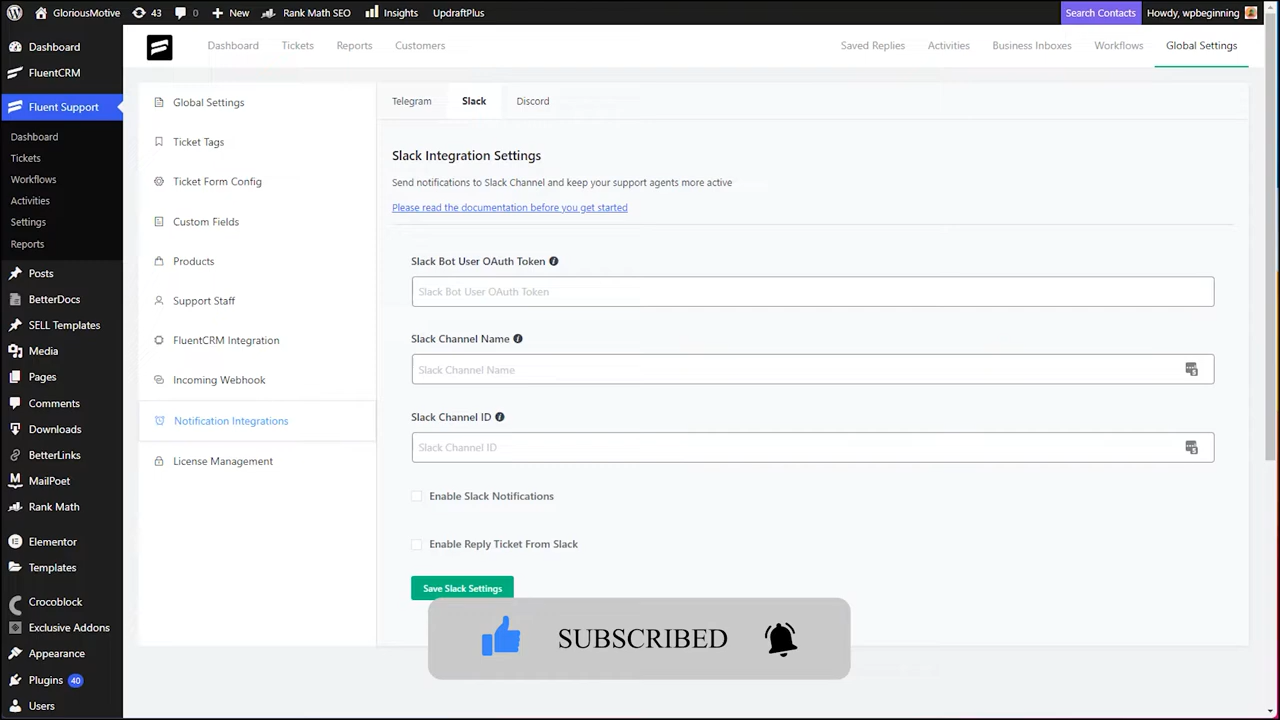 GloriousMotive 43 0 New Rank Math SEO Insights UpdraftPlus Search Contacts Howdy, wpbeginning
Dashboard
FluentCRM
Fluent Support
Dashboard
Tickets
Workflows
Activities
Settings
Reports
Posts
BetterDocs
SELL Templates
Media
Pages
Comments
Downloads
BetterLinks
MailPoet
Rank Math
Elementor
Templates
Crocoblock
Exclusive Addons
Appearance
Plugins 40
Users
Dashboard Tickets Reports Customers Saved Replies Activities Business Inboxes Workflows Global Settings
Global Settings
Ticket Tags
Ticket Form Config
Custom Fields
Products
Support Staff
FluentCRM Integration
Incoming Webhook
Notification Integrations
License Management
Telegram Slack Discord
Slack Integration Settings
Send notifications to Slack Channel and keep your support agents more active
Please read the documentation before you get started
Slack Bot User OAuth Token
Slack Bot User OAuth Token
Slack Channel Name
Slack Channel Name
Slack Channel ID
Slack Channel ID
Enable Slack Notifications
Enable Reply Ticket From Slack
Save Slack Settings
SUBSCRIBED